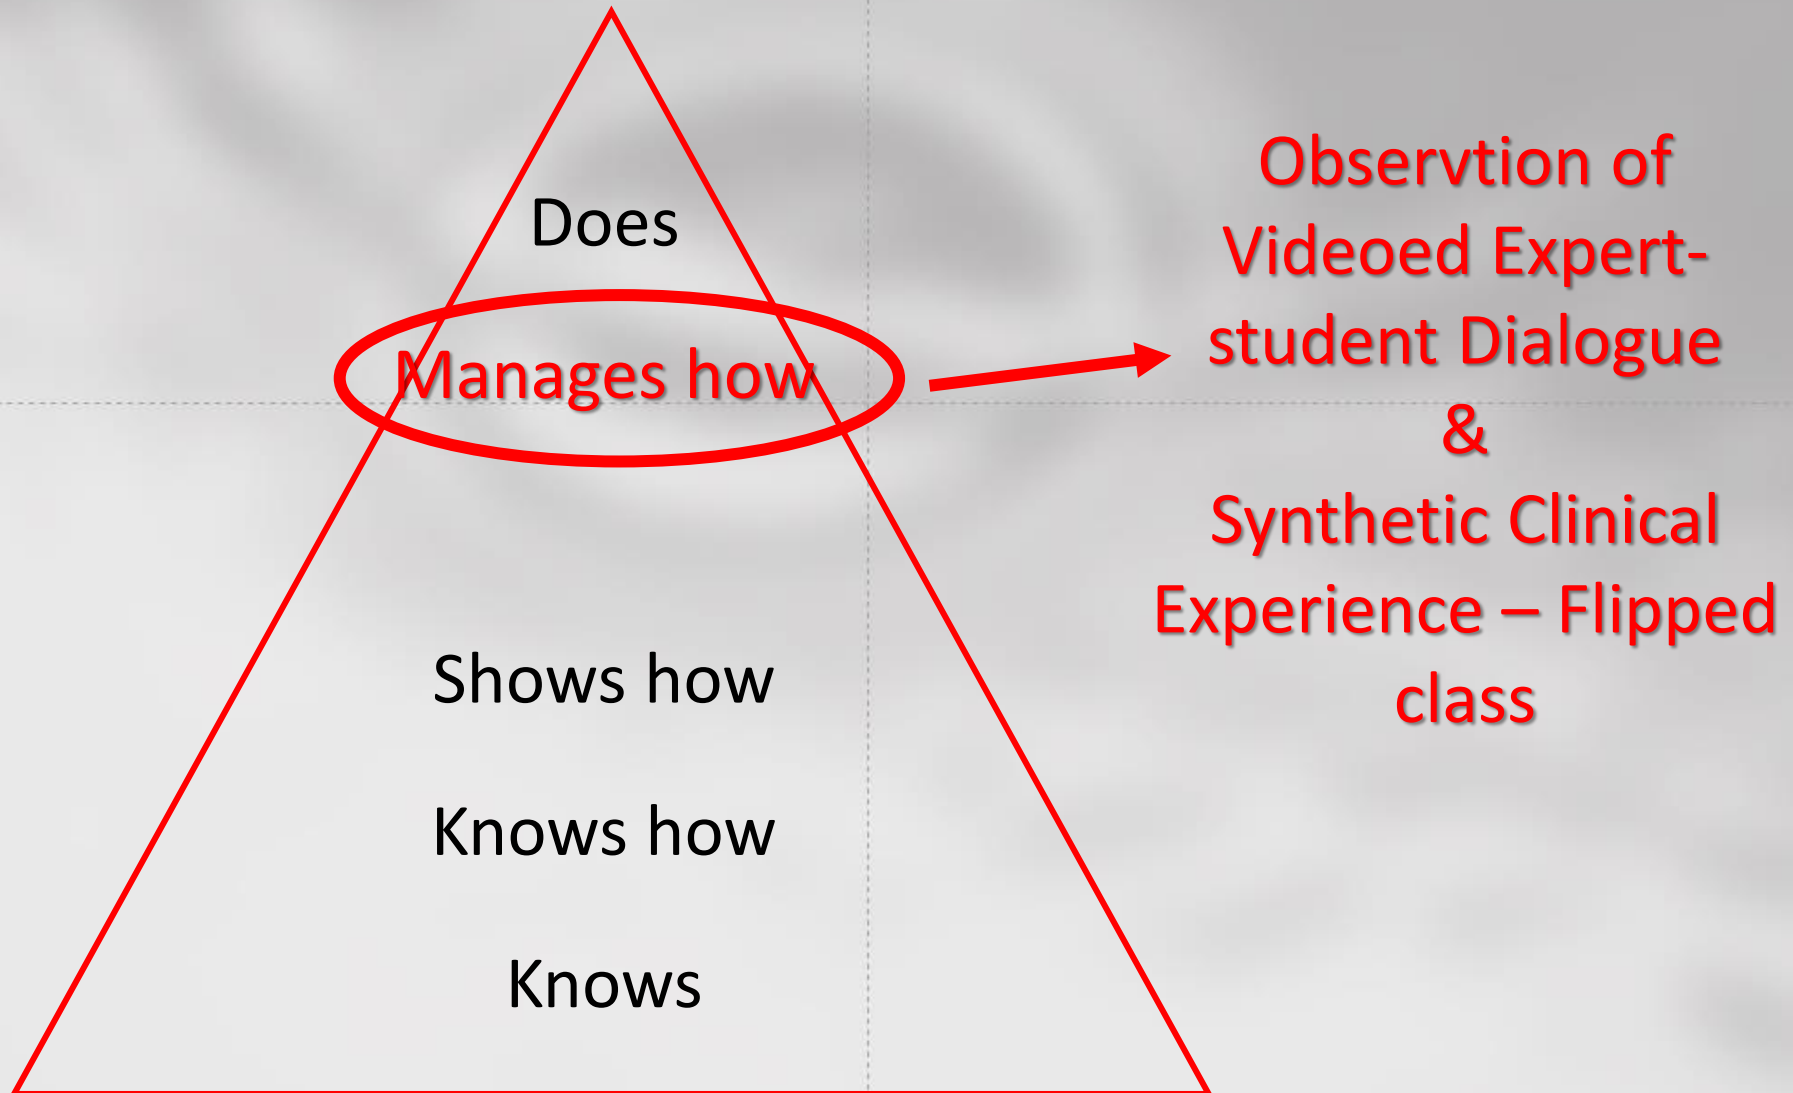 Does
Manages how
Shows how
Knows how
Knows
Observtion of
Videoed Expert-
student Dialogue
&
Synthetic Clinical
Experience – Flipped
class